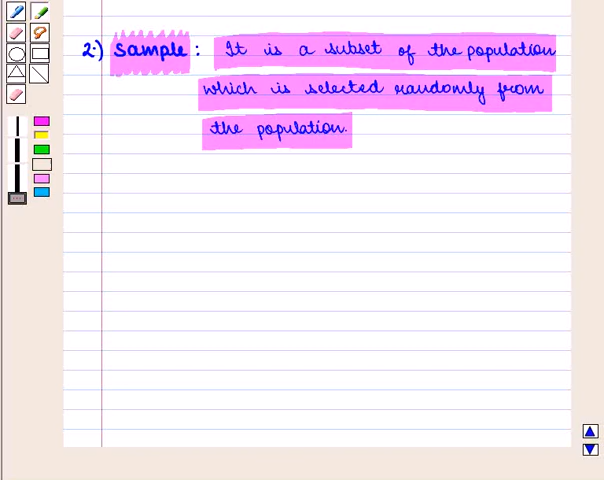 2:) Sample : It is a subset of the population
which is selected randomly from
the population.